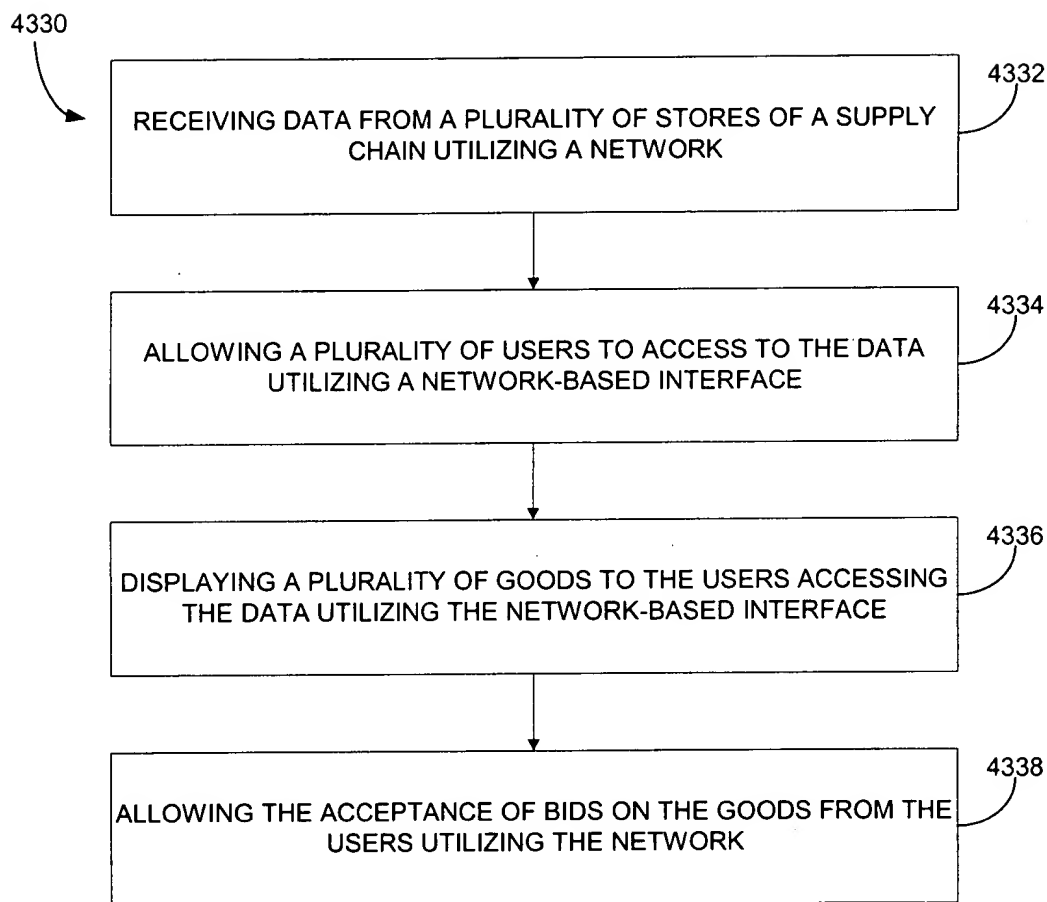 4330
4332
RECEIVING DATA FROM A PLURALITY OF STORES OF A SUPPLY
CHAIN UTILIZING A NETWORK
4334
ALLOWING A PLURALITY OF USERS TO ACCESS TO THE DATA
UTILIZING A NETWORK-BASED INTERFACE
4336
DISPLAYING A PLURALITY OF GOODS TO THE USERS ACCESSING
THE DATA UTILIZING THE NETWORK-BASED INTERFACE
4338
ALLOWING THE ACCEPTANCE OF BIDS ON THE GOODS FROM THE
USERS UTILIZING THE NETWORK